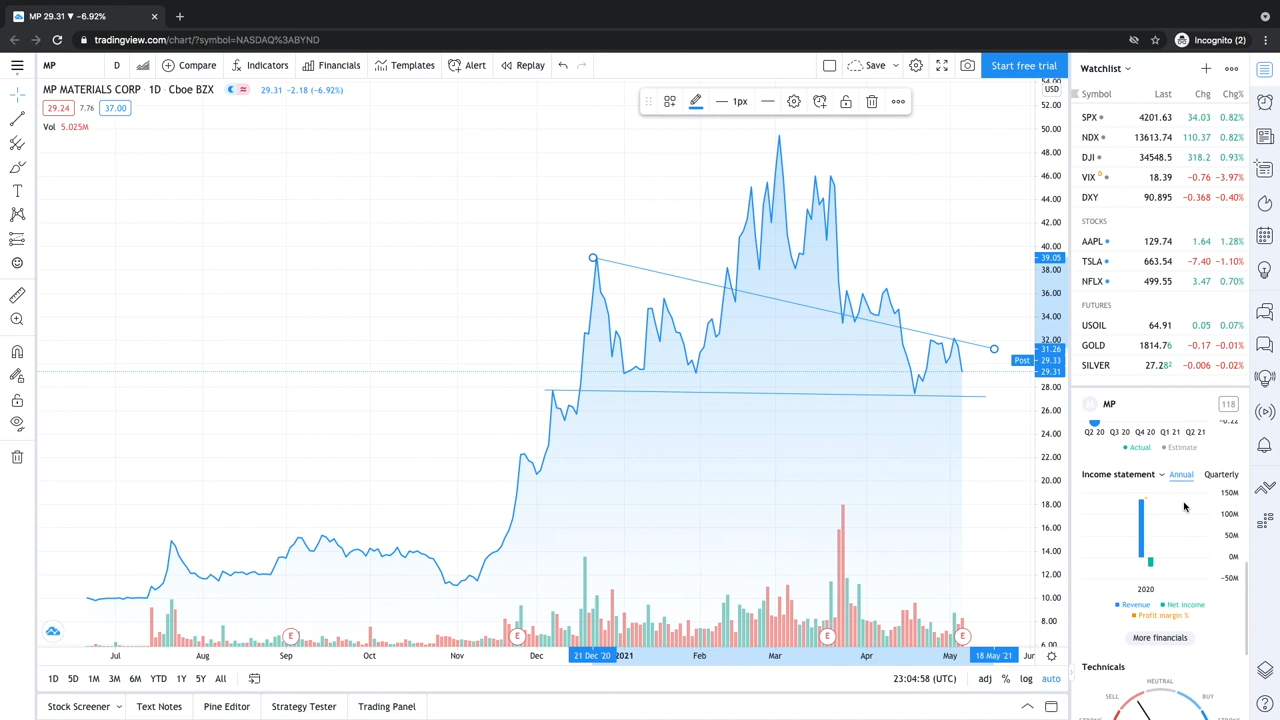 MP 29.31 ▼ −6.92%
tradingview.com/chart/?symbol=NASDAQ%3ABYND
Incognito (2)
MP D Compare Indicators Financials Templates Alert Replay Save Start free trial
MP MATERIALS CORP · 1D · Cboe BZX 29.31 −2.18 (−6.92%)
29.24 7.76 37.00
Vol 5.025M
1px
USD
54.00
52.00
50.00
48.00
46.00
44.00
42.00
40.00
39.05
38.00
36.00
34.00
32.00
31.26
Post 29.33
29.31
28.00
26.00
24.00
22.00
20.00
18.00
16.00
14.00
12.00
10.00
8.00
6.00
E E E E
Jul Aug Sep Oct Nov Dec 21 Dec '20 2021 Feb Mar Apr May 18 May '21 Jun
1D 5D 1M 3M 6M YTD 1Y 5Y All 23:04:58 (UTC) adj % log auto
Stock Screener Text Notes Pine Editor Strategy Tester Trading Panel
Watchlist
Symbol Last Chg Chg%
SPX 4201.63 34.03 0.82%
NDX 13613.74 110.37 0.82%
DJI 34548.5 318.2 0.93%
VIX D 18.39 −0.76 −3.97%
DXY 90.895 −0.368 −0.40%
STOCKS
AAPL 129.74 1.64 1.28%
TSLA 663.54 −7.40 −1.10%
NFLX 499.55 3.47 0.70%
FUTURES
USOIL 64.91 0.05 0.07%
GOLD 1814.76 −0.17 −0.01%
SILVER 27.282 −0.006 −0.02%
M MP 118
−0.22
Q2 20 Q3 20 Q4 20 Q1 21 Q2 21
Actual Estimate
Income statement Annual Quarterly
150M
100M
50M
0M
−50M
2020
Revenue Net income
Profit margin %
More financials
Technicals
NEUTRAL
SELL BUY
STRONG STRONG